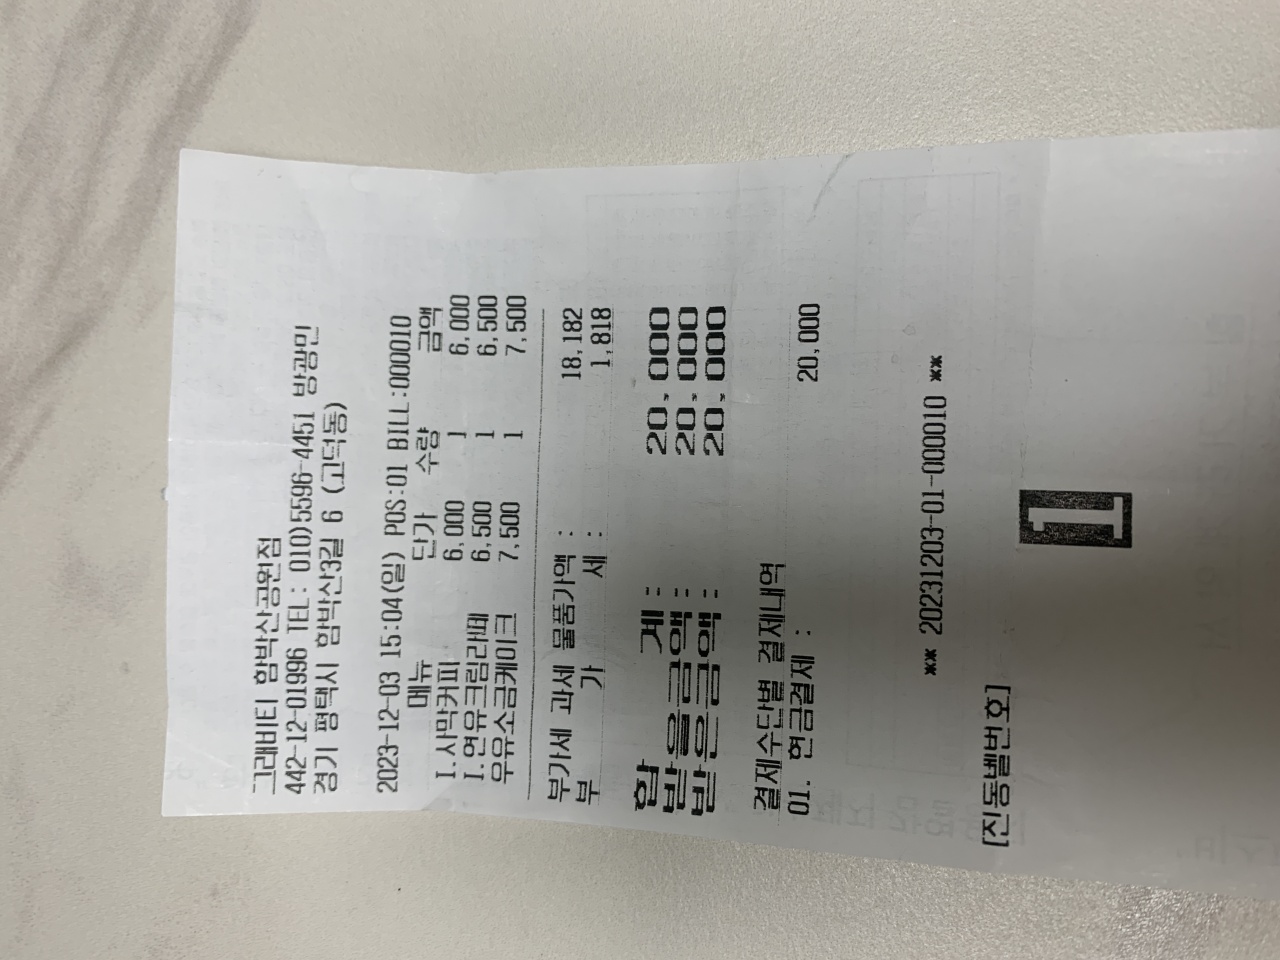 그래비티 함박산공원점
442-12-01996 TEL: 010)5596-4451 방광민
경기 평택시 함박산3길 6 (고덕동)
2023-12-03 15:04(일) POS:01 BILL:000010
메뉴 단가 수량 금액
I.사막커피 6,000 1 6,000
I.연유크림라떼 6,500 1 6,500
우유소금케이크 7,500 1 7,500
부가세 과세 물품가액 : 18,182
부 가 세 : 1,818
합 계 : 20,000
받을금액 : 20,000
받은금액 : 20,000
결제수단별 결제내역
01. 현금결제 : 20,000
** 20231203-01-000010 **
[진동벨번호]
1